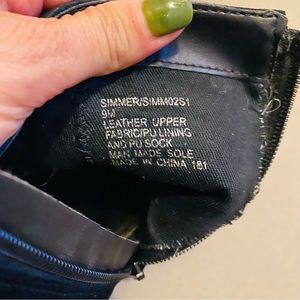 SIMMER/SIMM02S1
9M
LEATHER UPPER
FABRIC/PU LINING
AND PU SOCK
MAN MADE SOLE
MADE IN CHINA 181